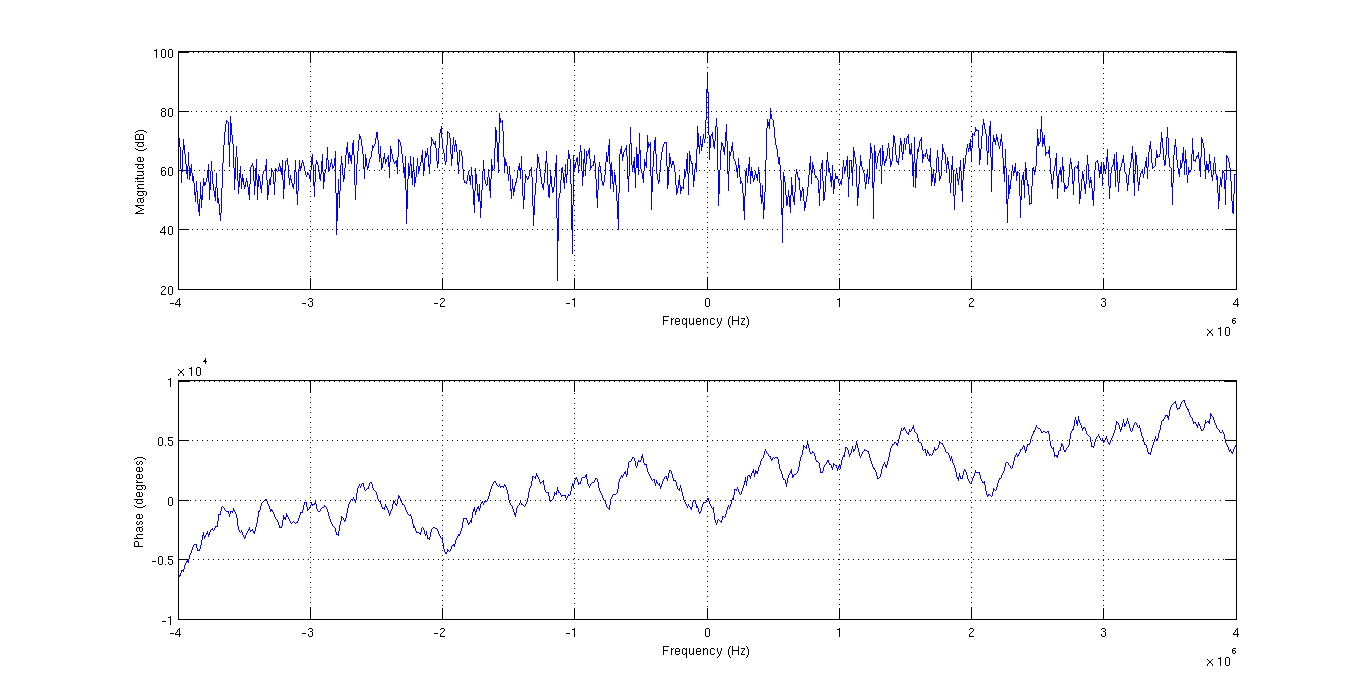 100
80
60
40
20
Magnitude (dB)
-4 -3 -2 -1 0 1 2 3 4
Frequency (Hz)
× 10^6
× 10^4
1
0.5
0
-0.5
-1
Phase (degrees)
-4 -3 -2 -1 0 1 2 3 4
Frequency (Hz)
× 10^6